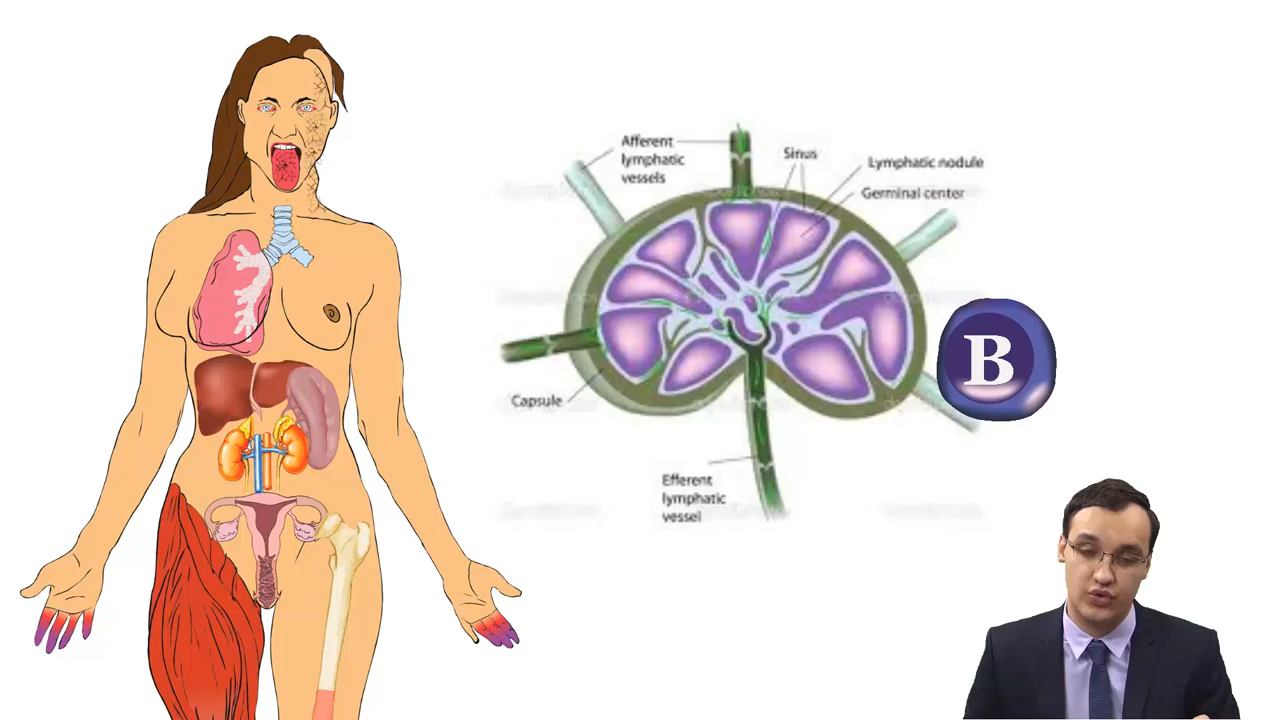 Afferent
lymphatic
vessels
Sinus
Lymphatic nodule
Germinal center
B
Capsule
Efferent
lymphatic
vessel